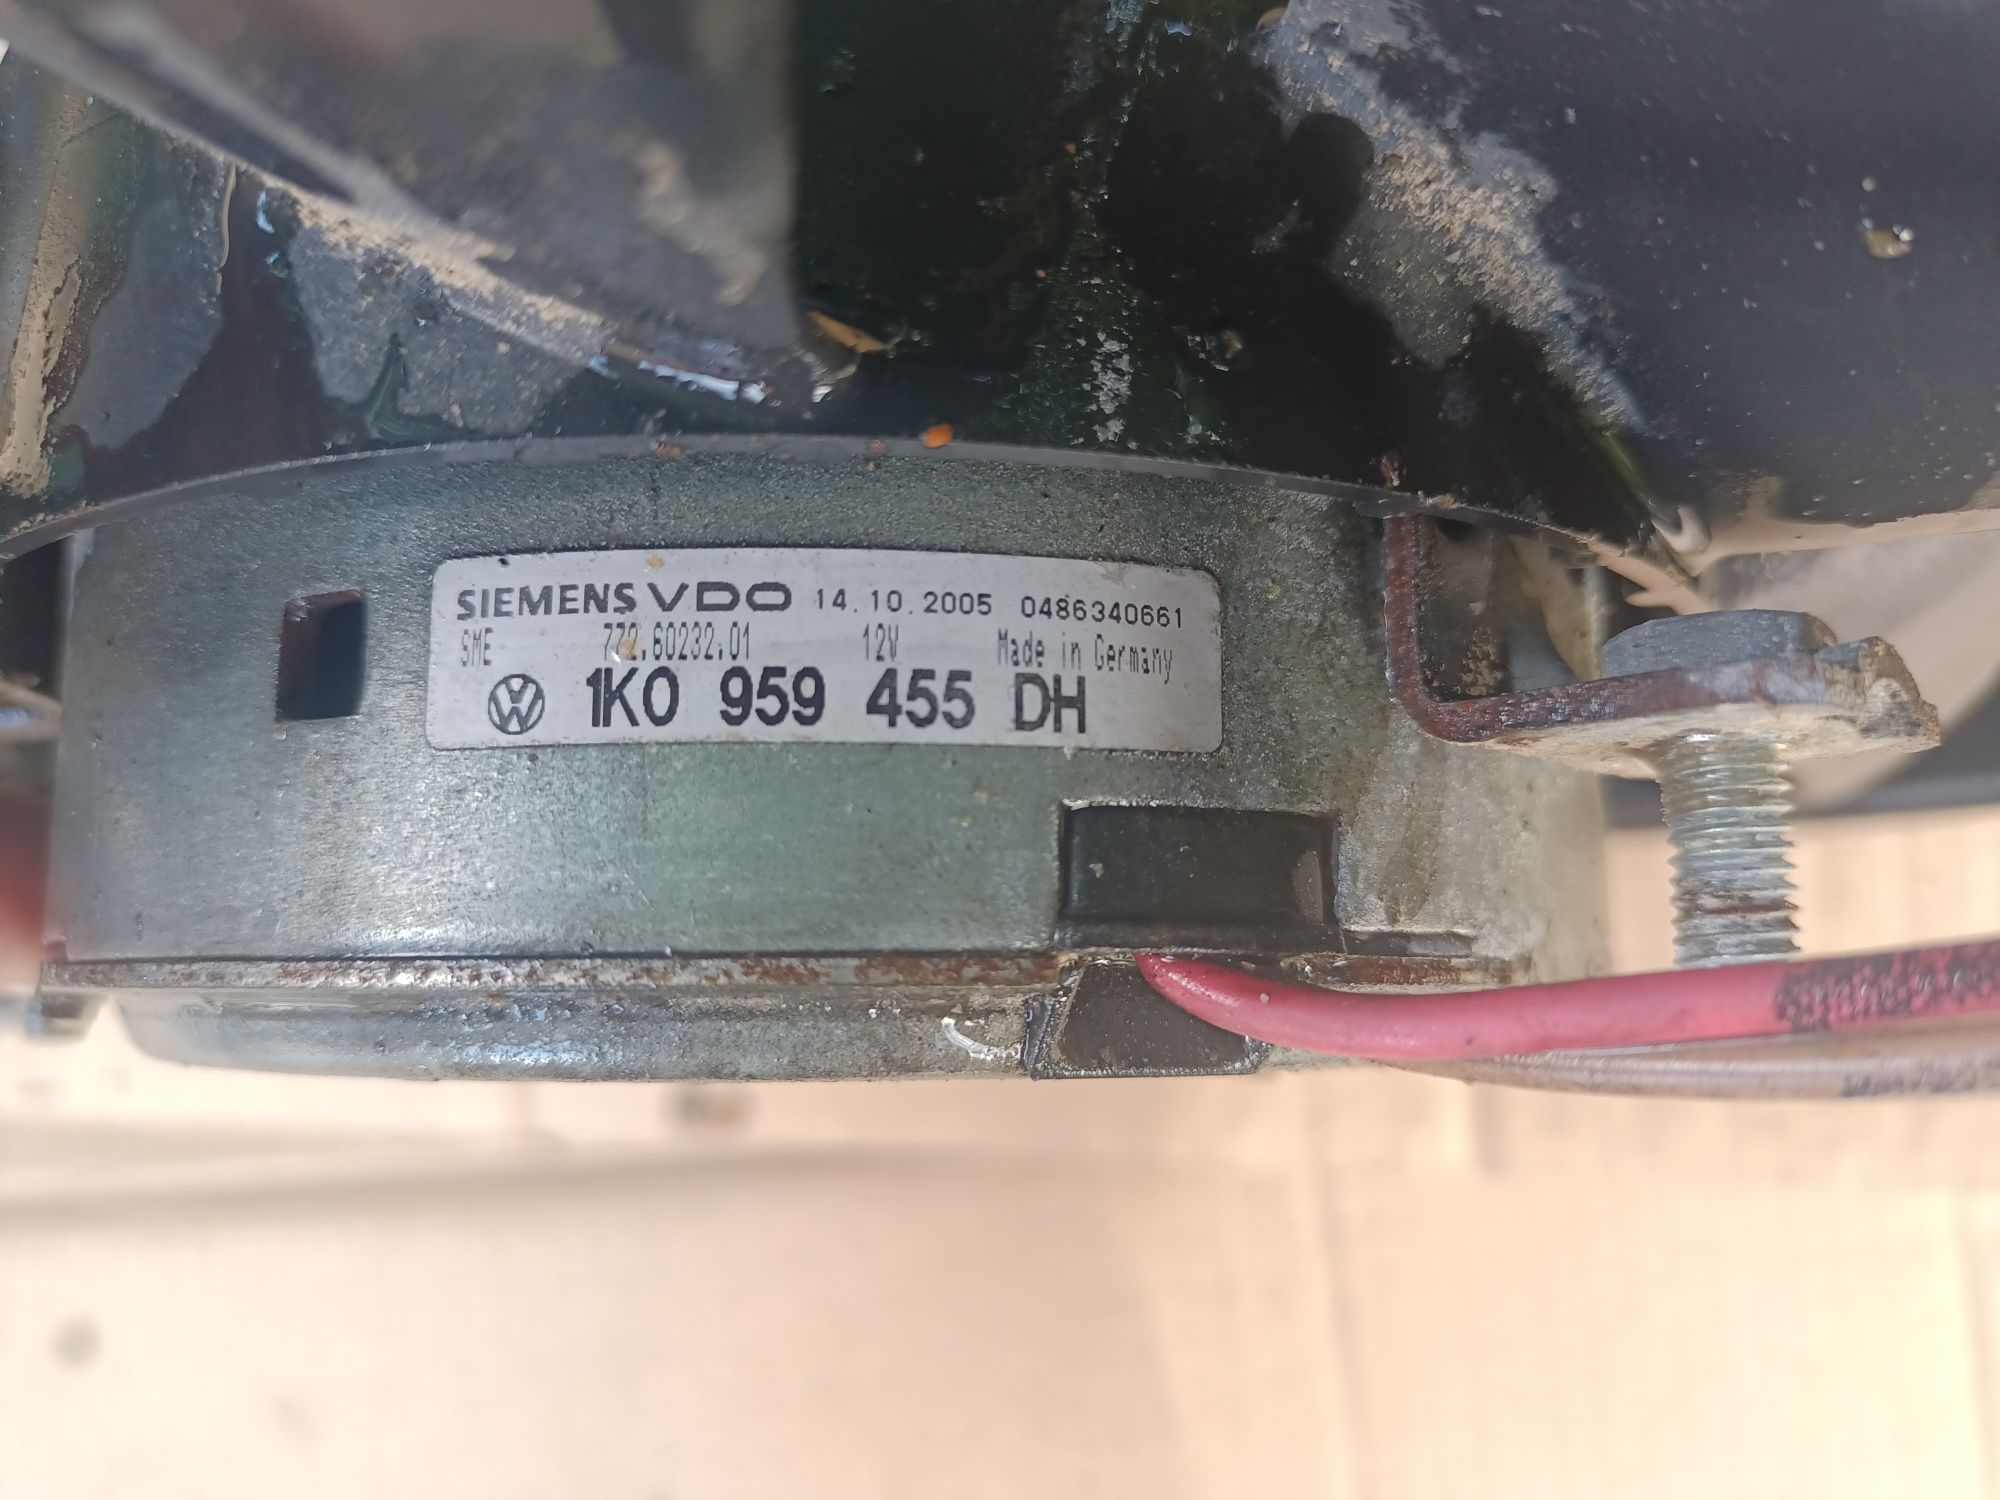 SIEMENS VDO 14.10.2005 0486340661
SME 772.60232.01 12V Made in Germany
1K0 959 455 DH